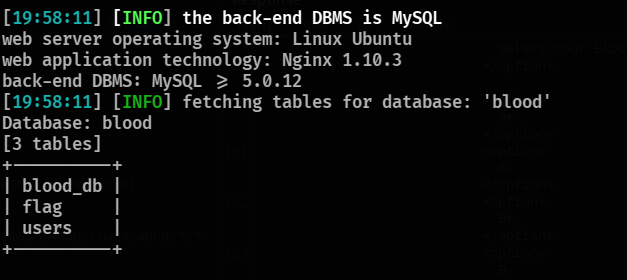 [19:58:11] [INFO] the back-end DBMS is MySQL
web server operating system: Linux Ubuntu
web application technology: Nginx 1.10.3
back-end DBMS: MySQL ≥ 5.0.12
[19:58:11] [INFO] fetching tables for database: 'blood'
Database: blood
[3 tables]
+----------+
| blood_db |
| flag     |
| users    |
+----------+